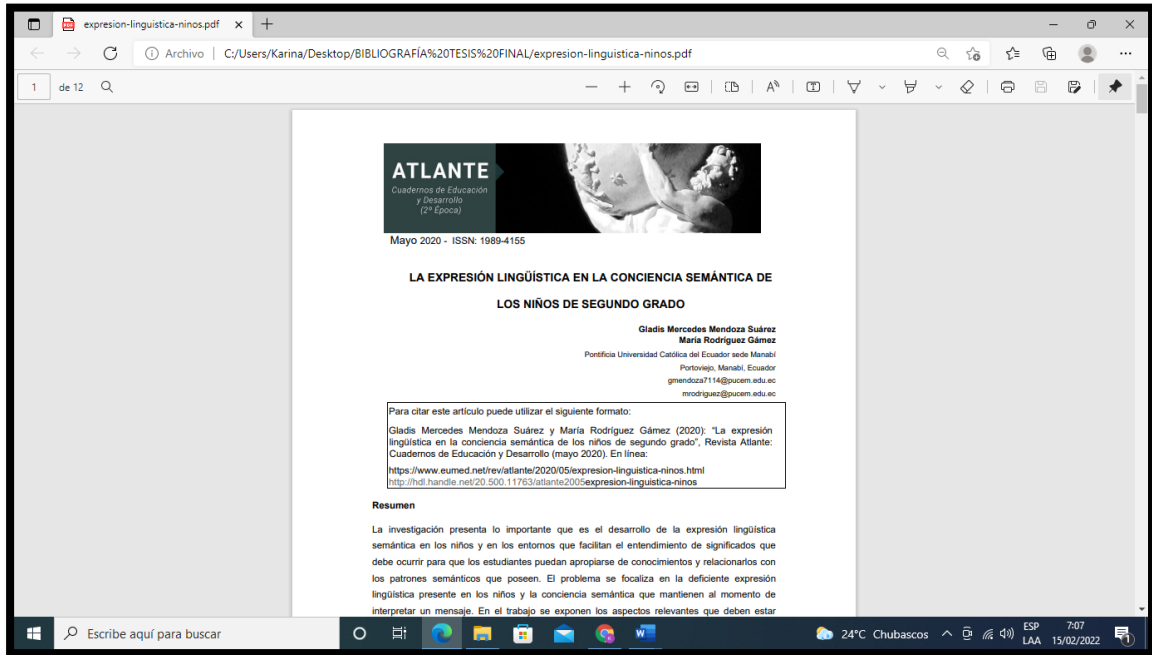 expresion-linguistica-ninos.pdf
Archivo | C:/Users/Karina/Desktop/BIBLIOGRAFÍA%20TESIS%20FINAL/expresion-linguistica-ninos.pdf
1 de 12
ATLANTE
Cuadernos de Educación
y Desarrollo
(2ª Época)
Mayo 2020 - ISSN: 1989-4155
LA EXPRESIÓN LINGÜÍSTICA EN LA CONCIENCIA SEMÁNTICA DE
LOS NIÑOS DE SEGUNDO GRADO
Gladis Mercedes Mendoza Suárez
María Rodríguez Gámez
Pontificia Universidad Católica del Ecuador sede Manabí
Portoviejo, Manabí, Ecuador
gmendoza7114@pucem.edu.ec
mrodriguez@pucem.edu.ec
Para citar este artículo puede utilizar el siguiente formato:
Gladis Mercedes Mendoza Suárez y María Rodríguez Gámez (2020): “La expresión
lingüística en la conciencia semántica de los niños de segundo grado”, Revista Atlante:
Cuadernos de Educación y Desarrollo (mayo 2020). En línea:
https://www.eumed.net/rev/atlante/2020/05/expresion-linguistica-ninos.html
http://hdl.handle.net/20.500.11763/atlante2005expresion-linguistica-ninos
Resumen
La investigación presenta lo importante que es el desarrollo de la expresión lingüística
semántica en los niños y en los entornos que facilitan el entendimiento de significados que
debe ocurrir para que los estudiantes puedan apropiarse de conocimientos y relacionarlos con
los patrones semánticos que poseen. El problema se focaliza en la deficiente expresión
lingüística presente en los niños y la conciencia semántica que mantienen al momento de
interpretar un mensaje. En el trabajo se exponen los aspectos relevantes que deben estar
Escribe aquí para buscar
24°C Chubascos
ESP
LAA
7:07
15/02/2022